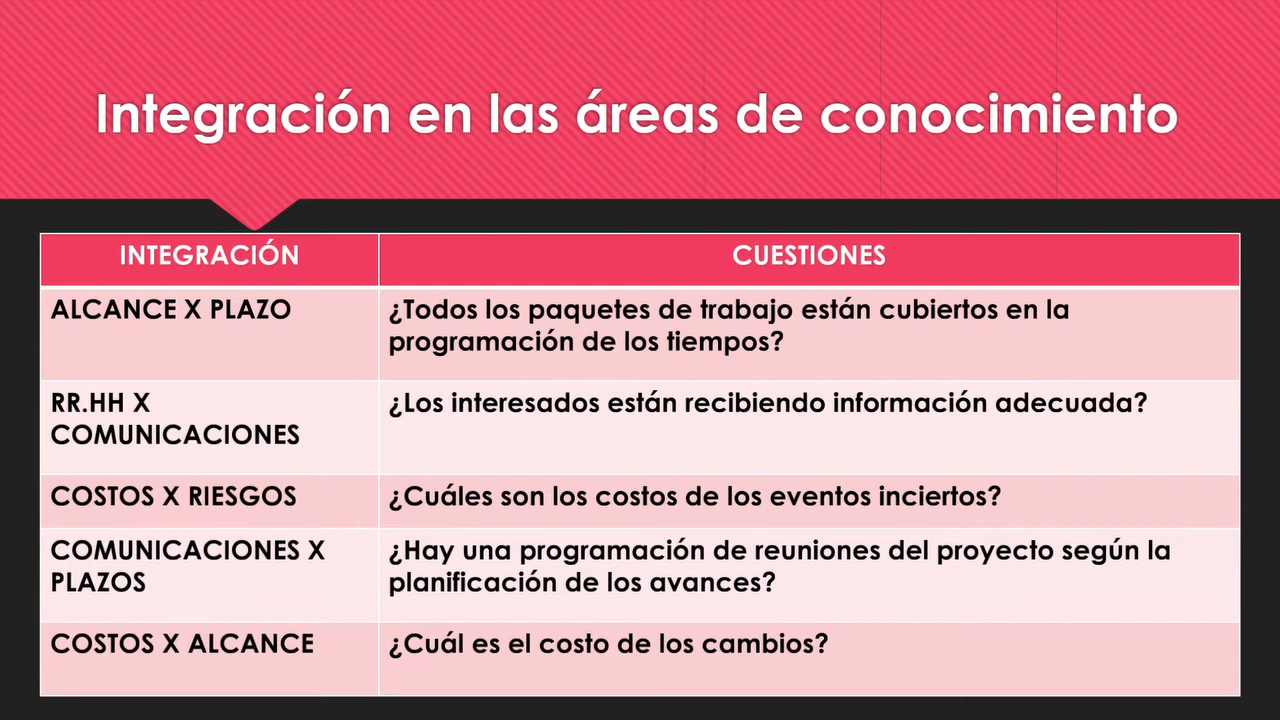 Integración en las áreas de conocimiento
INTEGRACIÓN
CUESTIONES
ALCANCE X PLAZO
¿Todos los paquetes de trabajo están cubiertos en la
programación de los tiempos?
RR.HH X
COMUNICACIONES
¿Los interesados están recibiendo información adecuada?
COSTOS X RIESGOS
¿Cuáles son los costos de los eventos inciertos?
COMUNICACIONES X
PLAZOS
¿Hay una programación de reuniones del proyecto según la
planificación de los avances?
COSTOS X ALCANCE
¿Cuál es el costo de los cambios?